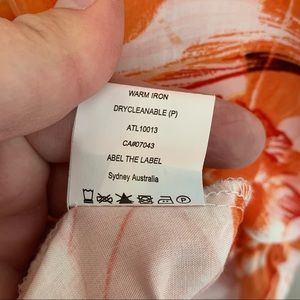 WARM IRON
DRYCLEANABLE (P)
ATL10013
CA#07043
ABEL THE LABEL
Sydney Australia